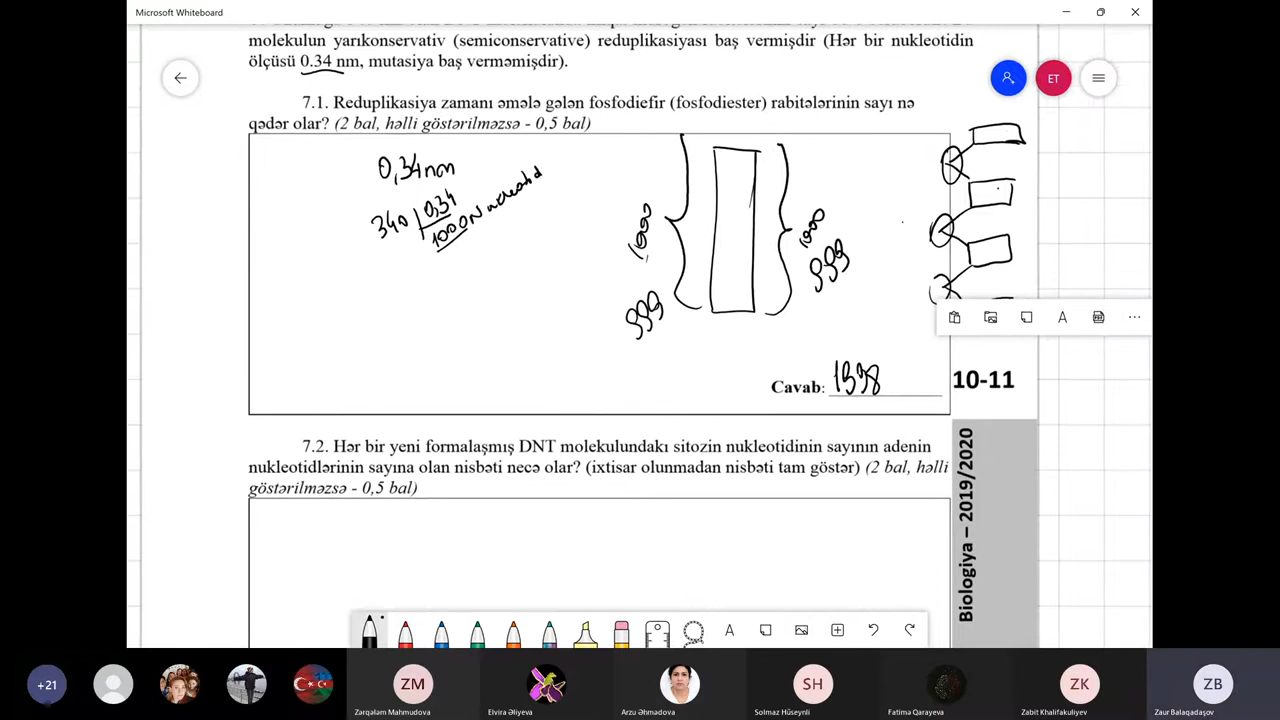 Microsoft Whiteboard
molekulun yarıkonservativ (semiconservative) reduplikasiyası baş vermişdir (Hər bir nukleotidin
ölçüsü 0.34 nm, mutasiya baş verməmişdir).
ET
7.1. Reduplikasiya zamanı əmələ gələn fosfodiefir (fosfodiester) rabitələrinin sayı nə
qədər olar? (2 bal, həlli göstərilməzsə - 0,5 bal)
0,34nm
340 | 0,34
1000 nukleotid
1000
999
1000
999
Cavab: 1998
10-11
7.2. Hər bir yeni formalaşmış DNT molekulundakı sitozin nukleotidinin sayının adenin
nukleotidlərinin sayına olan nisbəti necə olar? (ixtisar olunmadan nisbəti tam göstər) (2 bal, həlli
göstərilməzsə - 0,5 bal)
Biologiya – 2019/2020
+21
ZM
SH
ZK
ZB
Zərqələm Mahmudova
Elvira Əliyeva
Arzu Əhmədova
Solmaz Hüseynli
Fatimə Qarayeva
Zabit Khalifakuliyev
Zaur Balaqadaşov